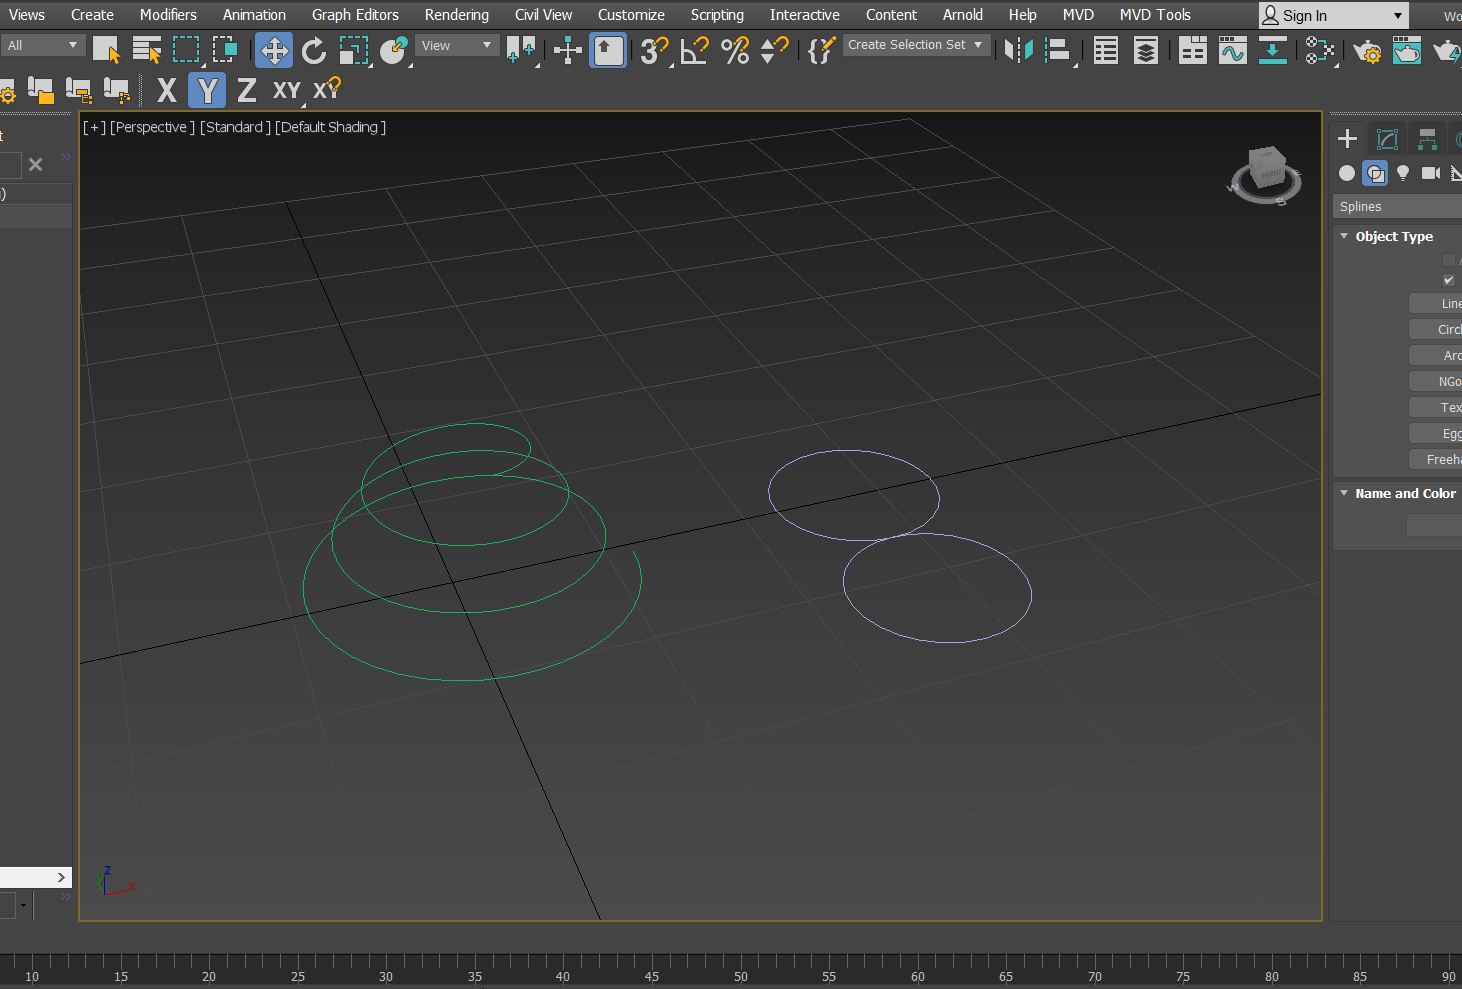 Views Create Modifiers Animation Graph Editors Rendering Civil View Customize Scripting Interactive Content Arnold Help MVD MVD Tools Sign In Wo
All View 3 % Create Selection Set
X Y Z XY XY
[+] [Perspective] [Standard] [Default Shading]
FRONT
W S
Splines
Object Type
Line
Circl
Arc
NGo
Tex
Egg
Freeha
Name and Color
z
x
10 15 20 25 30 35 40 45 50 55 60 65 70 75 80 85 90